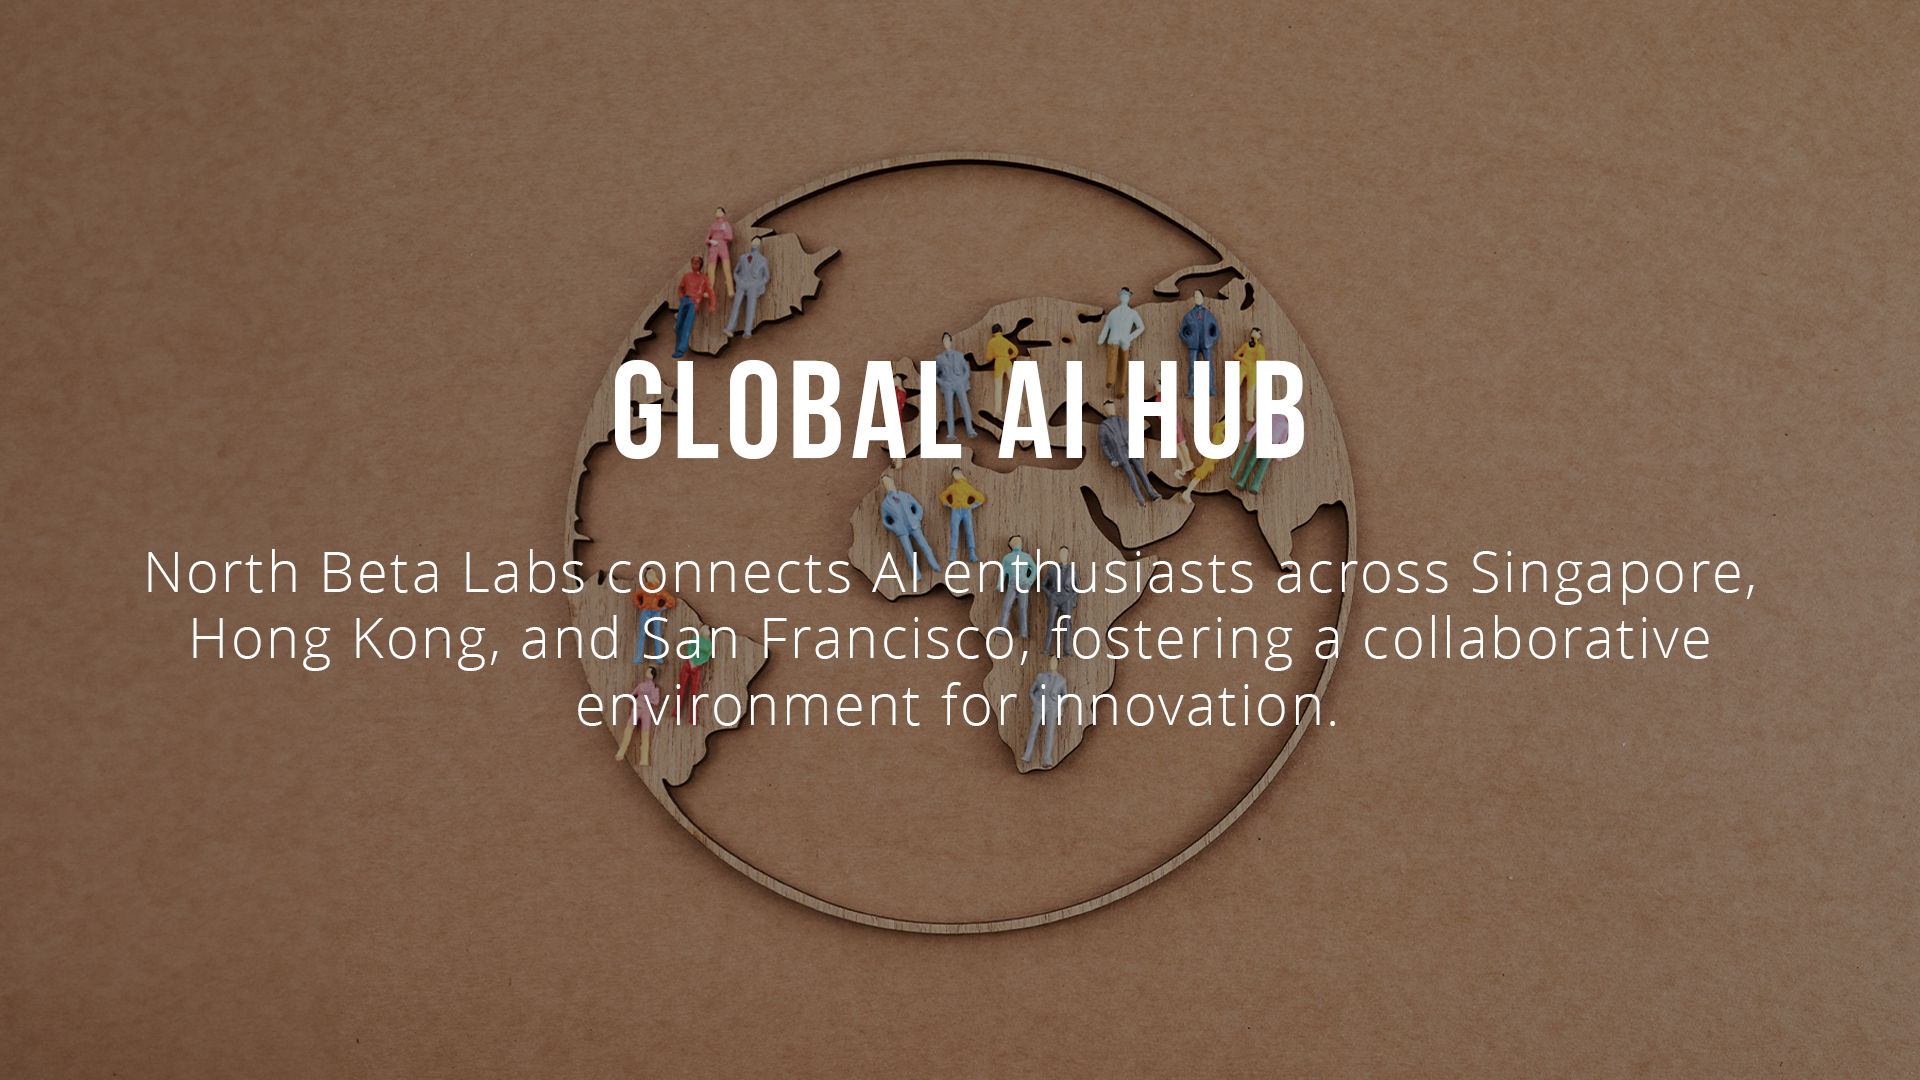 GLOBAL AI HUB
North Beta Labs connects AI enthusiasts across Singapore,
Hong Kong, and San Francisco, fostering a collaborative
environment for innovation.